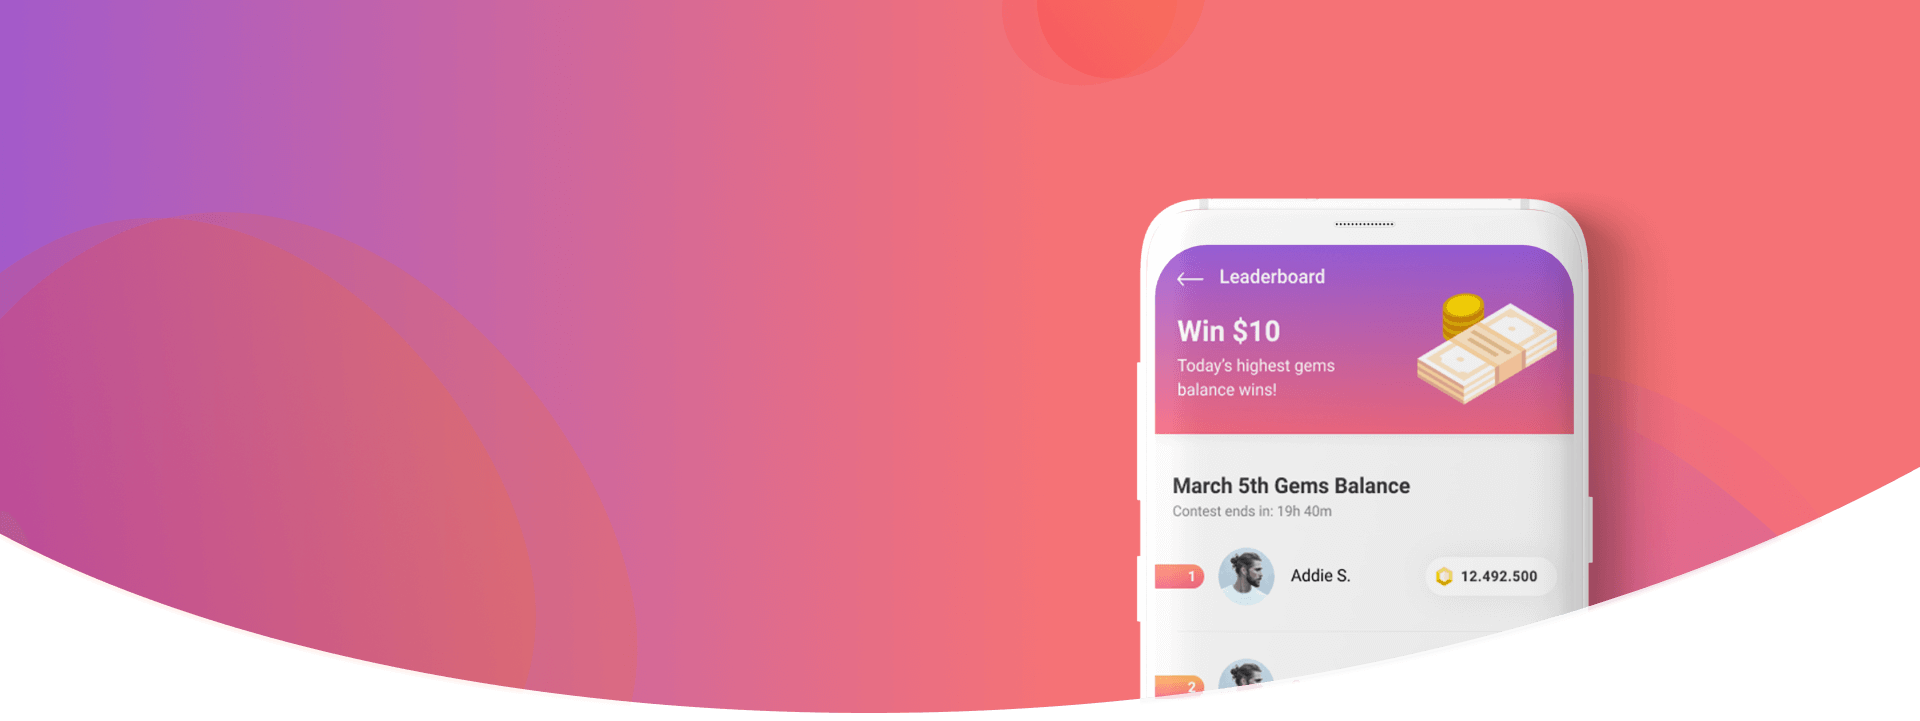 Leaderboard
Win $10
Today's highest gems
balance wins!
March 5th Gems Balance
Contest ends in: 19h 40m
1
Addie S.
12.492.500
2